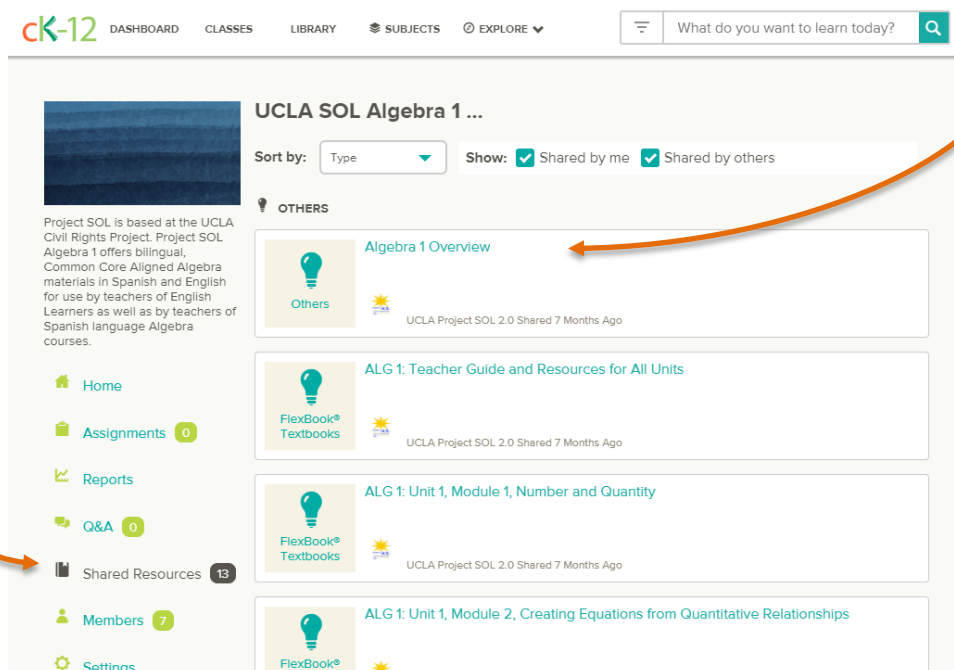 cK-12 DASHBOARD CLASSES LIBRARY SUBJECTS EXPLORE What do you want to learn today?
UCLA SOL Algebra 1 ...
Sort by: Type Show: Shared by me Shared by others
OTHERS
Project SOL is based at the UCLA
Civil Rights Project. Project SOL
Algebra 1 offers bilingual,
Common Core Aligned Algebra
materials in Spanish and English
for use by teachers of English
Learners as well as by teachers of
Spanish language Algebra
courses.
Home
Assignments 0
Reports
Q&A 0
Shared Resources 13
Members 7
Settings
Algebra 1 Overview
Others
UCLA Project SOL 2.0 Shared 7 Months Ago
ALG 1: Teacher Guide and Resources for All Units
FlexBook®
Textbooks
UCLA Project SOL 2.0 Shared 7 Months Ago
ALG 1: Unit 1, Module 1, Number and Quantity
FlexBook®
Textbooks
UCLA Project SOL 2.0 Shared 7 Months Ago
ALG 1: Unit 1, Module 2, Creating Equations from Quantitative Relationships
FlexBook®